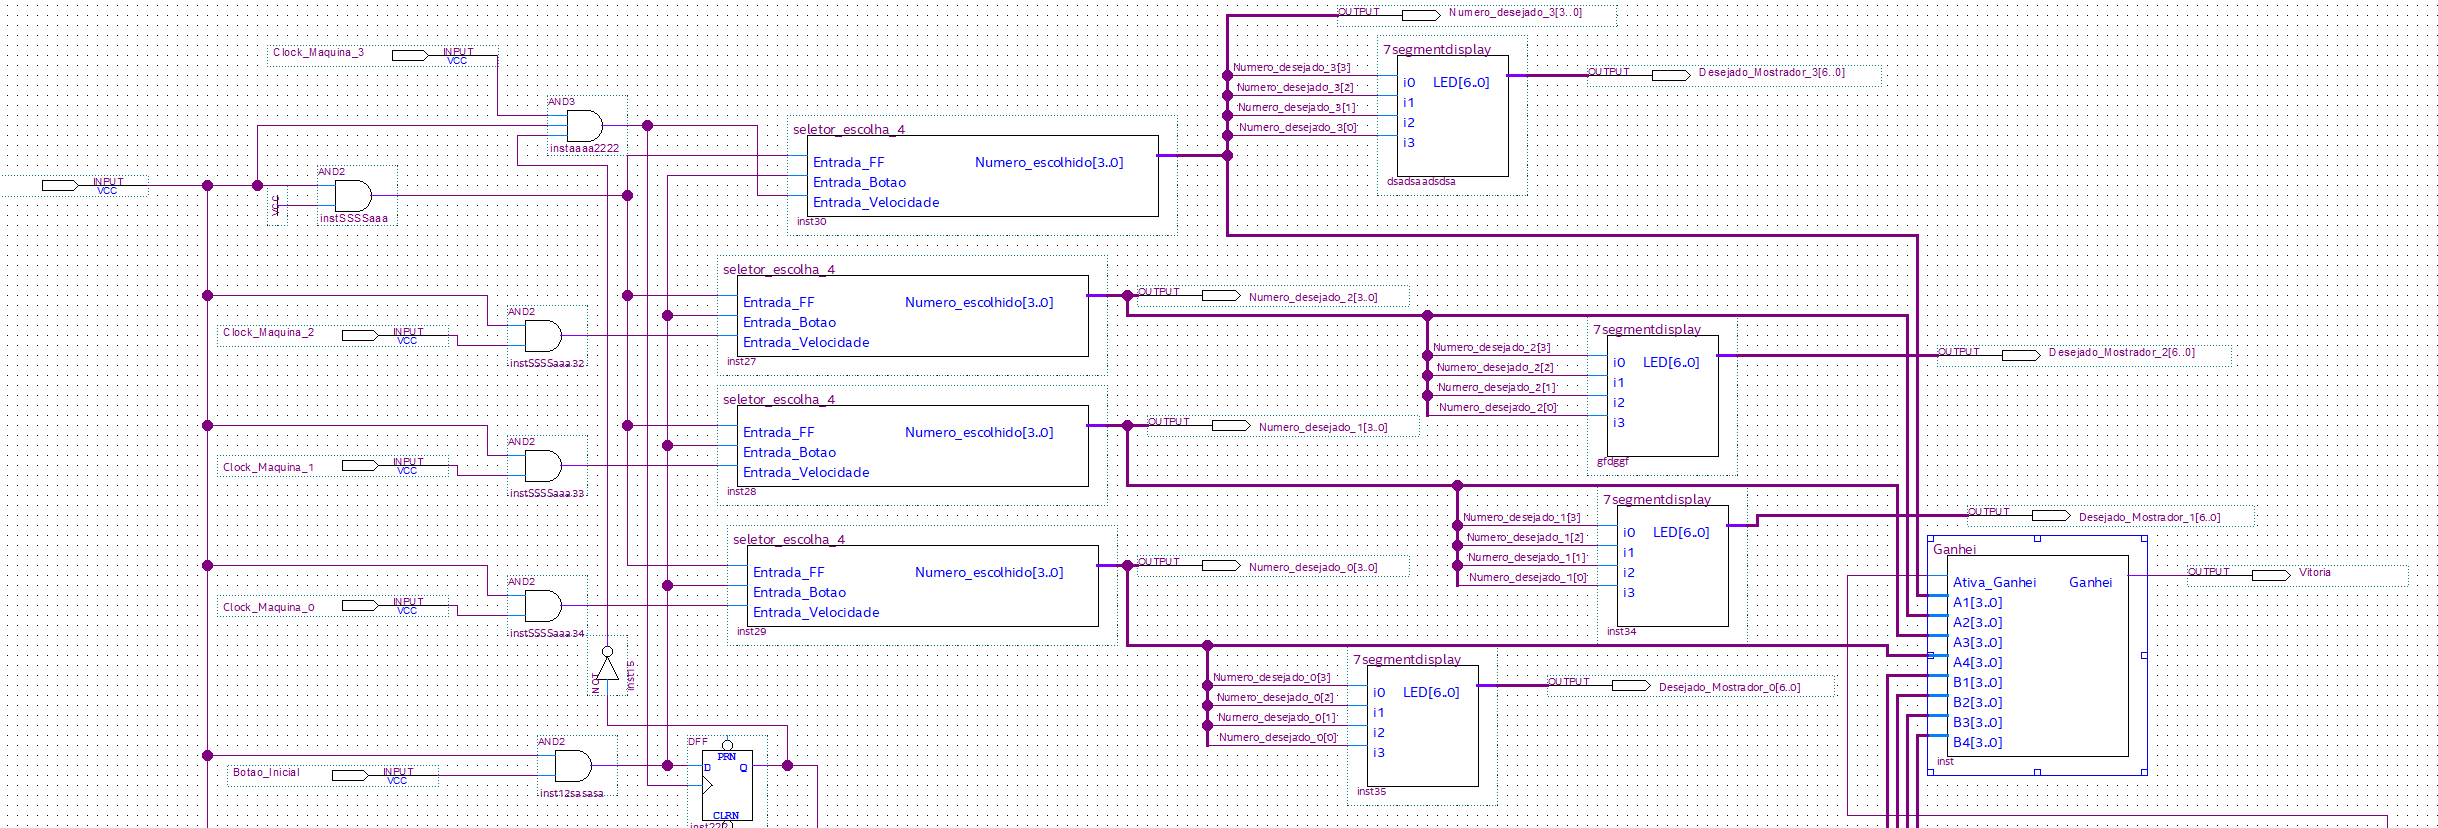 OUTPUT Numero_desejado_3[3..0]
Clock_Maquina_3 INPUT
VCC
7segmentdisplay
Numero_desejado_3[3]
i0 LED[6..0]
OUTPUT Desejado_Mostrador_3[6..0]
Numero_desejado_3[2]
i1
Numero_desejado_3[1]
i2
Numero_desejado_3[0]
i3
dsadsaadsdsa
AND3
instaaaa2222
seletor_escolha_4
Entrada_FF Numero_escolhido[3..0]
Entrada_Botao
Entrada_Velocidade
inst30
INPUT
VCC
AND2
VCC
instSSSSaaa
seletor_escolha_4
Entrada_FF Numero_escolhido[3..0]
Entrada_Botao
Entrada_Velocidade
inst27
OUTPUT Numero_desejado_2[3..0]
AND2
Clock_Maquina_2 INPUT
VCC
instSSSSaaa32
7segmentdisplay
Numero_desejado_2[3]
i0 LED[6..0]
OUTPUT Desejado_Mostrador_2[6..0]
Numero_desejado_2[2]
i1
Numero_desejado_2[1]
i2
Numero_desejado_2[0]
i3
gfdggf
seletor_escolha_4
Entrada_FF Numero_escolhido[3..0]
Entrada_Botao
Entrada_Velocidade
inst28
OUTPUT Numero_desejado_1[3..0]
AND2
Clock_Maquina_1 INPUT
VCC
instSSSSaaa33
7segmentdisplay
Numero_desejado_1[3]
i0 LED[6..0]
OUTPUT Desejado_Mostrador_1[6..0]
Numero_desejado_1[2]
i1
Numero_desejado_1[1]
i2
Numero_desejado_1[0]
i3
inst34
seletor_escolha_4
Entrada_FF Numero_escolhido[3..0]
Entrada_Botao
Entrada_Velocidade
inst29
OUTPUT Numero_desejado_0[3..0]
AND2
Clock_Maquina_0 INPUT
VCC
instSSSSaaa34
Ganhei
Ativa_Ganhei Ganhei
A1[3..0]
A2[3..0]
A3[3..0]
A4[3..0]
B1[3..0]
B2[3..0]
B3[3..0]
B4[3..0]
inst
OUTPUT Vitoria
NOT
inst15
7segmentdisplay
Numero_desejado_0[3]
i0 LED[6..0]
OUTPUT Desejado_Mostrador_0[6..0]
Numero_desejado_0[2]
i1
Numero_desejado_0[1]
i2
Numero_desejado_0[0]
i3
inst35
AND2
Botao_Inicial INPUT
VCC
inst12sasasa
DFF
PRN
D Q
CLRN